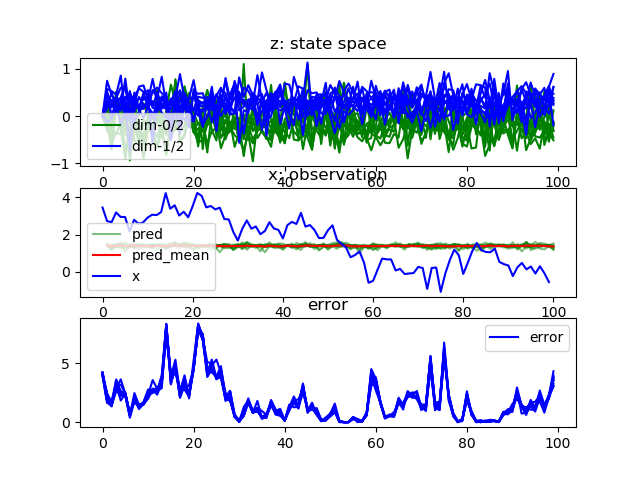 z: state space
1
0
−1
dim-0/2
dim-1/2
0 20 40 60 80 100
x: observation
4
2
0
pred
pred_mean
x
0 20 40 60 80 100
error
5
0
error
0 20 40 60 80 100